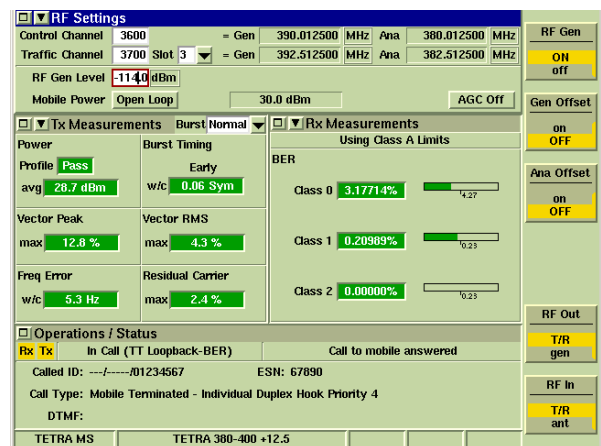 RF Settings
Control Channel 3600 = Gen 390.012500 MHz Ana 380.012500 MHz
Traffic Channel 3700 Slot 3 = Gen 392.512500 MHz Ana 382.512500 MHz
RF Gen Level -114.0 dBm
Mobile Power Open Loop 30.0 dBm AGC Off
Tx Measurements Burst Normal
Power Burst Timing
Profile Pass Early
avg 28.7 dBm w/c 0.06 Sym
Vector Peak Vector RMS
max 12.8 % max 4.3 %
Freq Error Residual Carrier
w/c 5.3 Hz max 2.4 %
Rx Measurements
Using Class A Limits
BER
Class 0 3.17714% 4.27
Class 1 0.20989% 0.23
Class 2 0.00000% 0.23
Operations / Status
Rx Tx In Call (TT Loopback-BER) Call to mobile answered
Called ID: ---/-----/01234567 ESN: 67890
Call Type: Mobile Terminated - Individual Duplex Hook Priority 4
DTMF:
TETRA MS TETRA 380-400 +12.5
RF Gen
ON
off
Gen Offset
on
OFF
Ana Offset
on
OFF
RF Out
T/R
gen
RF In
T/R
ant